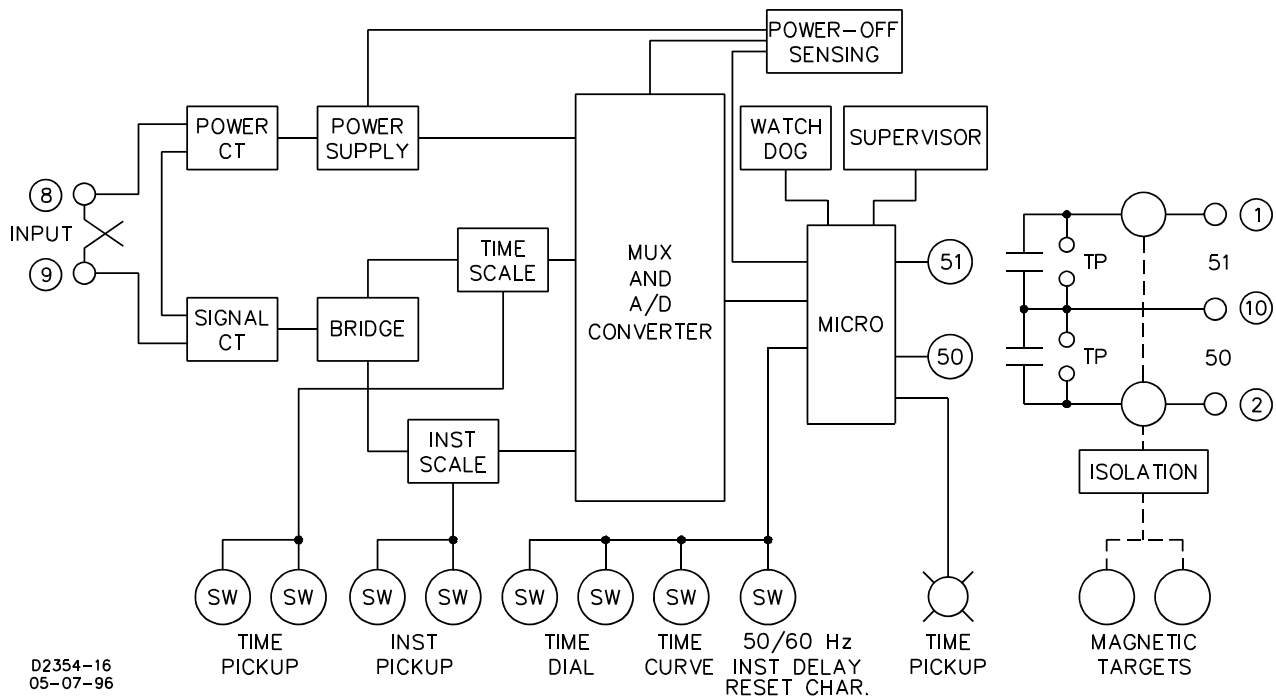 POWER-OFF
SENSING
POWER
CT
POWER
SUPPLY
WATCH
DOG
SUPERVISOR
8
INPUT
9
SIGNAL
CT
BRIDGE
TIME
SCALE
INST
SCALE
MUX
AND
A/D
CONVERTER
MICRO
51
50
1
TP
51
10
TP
50
2
ISOLATION
SW
SW
SW
SW
SW
SW
SW
SW
TIME
PICKUP
INST
PICKUP
TIME
DIAL
TIME
CURVE
50/60 Hz
INST DELAY
RESET CHAR.
TIME
PICKUP
MAGNETIC
TARGETS
D2354-16
05-07-96